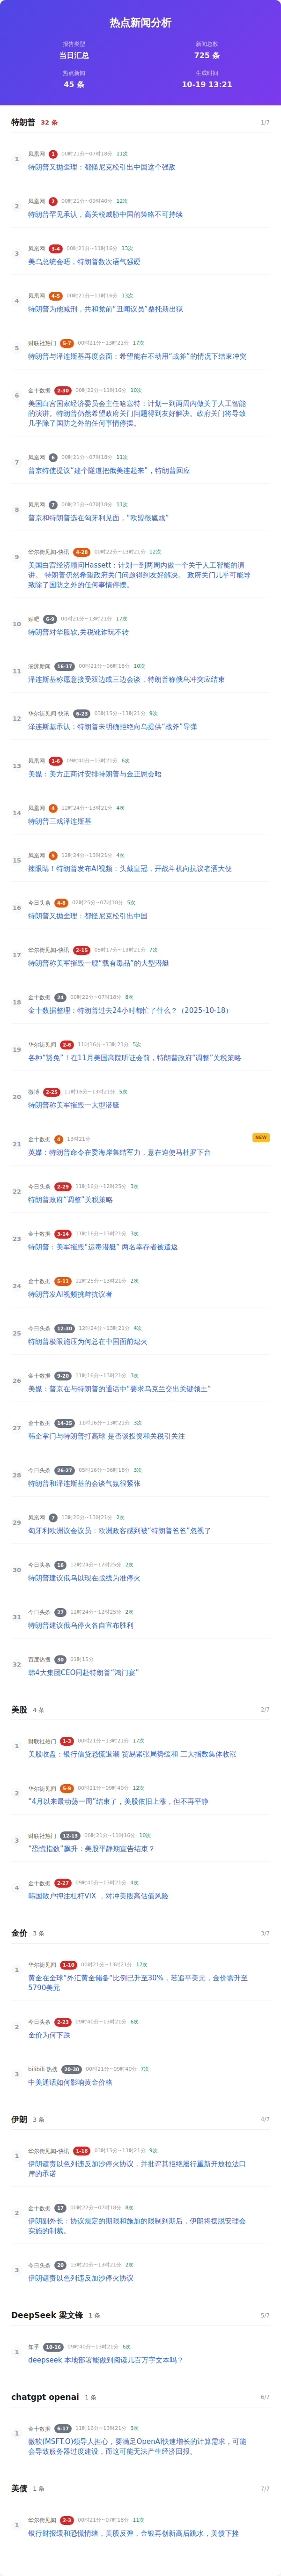 热点新闻分析
报告类型
新闻总数
当日汇总
725 条
热点新闻
生成时间
45 条
10-19 13:21
特朗普 32 条 1/7
1
凤凰网 1 00时21分~07时18分 11次
特朗普又抛歪理：都怪尼克松引出中国这个强敌
2
凤凰网 2 00时21分~09时40分 12次
特朗普罕见承认，高关税威胁中国的策略不可持续
3
凤凰网 3-4 00时21分~11时16分 13次
美乌总统会晤，特朗普数次语气强硬
4
凤凰网 4-5 00时21分~11时16分 13次
特朗普为他减刑，共和党前“丑闻议员”桑托斯出狱
5
财联社热门 5-7 00时21分~13时21分 17次
特朗普与泽连斯基再度会面：希望能在不动用“战斧”的情况下结束冲突
6
金十数据 2-30 00时22分~11时16分 10次
美国白宫国家经济委员会主任哈塞特：计划一到两周内做关于人工智能
的演讲。特朗普仍然希望政府关门问题得到友好解决。政府关门将导致
几乎除了国防之外的任何事情停摆。
7
凤凰网 6 00时21分~07时18分 11次
普京特使提议“建个隧道把俄美连起来”，特朗普回应
8
凤凰网 7 00时21分~07时18分 11次
普京和特朗普选在匈牙利见面，“欧盟很尴尬”
9
华尔街见闻-快讯 4-28 00时22分~13时21分 12次
美国白宫经济顾问Hassett：计划一到两周内做一个关于人工智能的演
讲。 特朗普仍然希望政府关门问题得到友好解决。 政府关门几乎可能导
致除了国防之外的任何事情停摆。
10
贴吧 6-9 00时21分~13时21分 17次
特朗普对华服软,关税讹诈玩不转
11
澎湃新闻 16-17 00时21分~06时18分 10次
泽连斯基称愿意接受双边或三边会谈，特朗普称俄乌冲突应结束
12
华尔街见闻-快讯 6-23 03时15分~13时21分 9次
泽连斯基承认：特朗普未明确拒绝向乌提供“战斧”导弹
13
凤凰网 1-6 09时40分~13时21分 6次
美媒：美方正商讨安排特朗普与金正恩会晤
14
凤凰网 4 12时24分~13时21分 4次
特朗普三戏泽连斯基
15
凤凰网 5 12时24分~13时21分 4次
辣眼睛！特朗普发布AI视频：头戴皇冠，开战斗机向抗议者洒大便
16
今日头条 4-8 02时25分~07时18分 5次
特朗普又抛歪理：都怪尼克松引出中国
17
华尔街见闻-快讯 2-15 05时17分~13时21分 7次
特朗普称美军摧毁一艘“载有毒品”的大型潜艇
18
金十数据 24 00时22分~07时18分 8次
金十数据整理：特朗普过去24小时都忙了什么？（2025-10-18）
19
华尔街见闻 2-6 11时16分~13时21分 5次
各种“豁免”！在11月美国高院听证会前，特朗普政府“调整”关税策略
20
微博 2-25 11时16分~13时21分 5次
特朗普称美军摧毁一大型潜艇
21
金十数据 4 13时21分 NEW
英媒：特朗普命令在委海岸集结军力，意在迫使马杜罗下台
22
今日头条 2-29 11时16分~12时25分 3次
特朗普政府“调整”关税策略
23
金十数据 3-14 11时16分~13时21分 3次
特朗普：美军摧毁“运毒潜艇” 两名幸存者被遣返
24
金十数据 5-11 12时25分~13时21分 2次
特朗普发AI视频挑衅抗议者
25
今日头条 12-30 12时24分~13时21分 4次
特朗普极限施压为何总在中国面前熄火
26
金十数据 9-20 11时16分~13时21分 3次
美媒：普京在与特朗普的通话中“要求乌克兰交出关键领土”
27
金十数据 14-25 11时16分~13时21分 3次
韩企掌门与特朗普打高球 是否谈投资和关税引关注
28
今日头条 26-27 05时16分~06时18分 3次
特朗普和泽连斯基的会谈气氛很紧张
29
凤凰网 7 13时20分~13时21分 2次
匈牙利欧洲议会议员：欧洲政客感到被“特朗普爸爸”忽视了
30
今日头条 16 12时24分~12时25分 2次
特朗普建议俄乌以现在战线为准停火
31
今日头条 27 12时24分~12时25分 2次
特朗普建议俄乌停火各自宣布胜利
32
百度热搜 30 01时15分
韩4大集团CEO同赴特朗普“鸿门宴”
美股 4 条 2/7
1
财联社热门 1-3 00时21分~13时21分 17次
美股收盘：银行信贷恐慌退潮 贸易紧张局势缓和 三大指数集体收涨
2
华尔街见闻 5-9 00时21分~09时40分 12次
“4月以来最动荡一周”结束了，美股依旧上涨，但不再平静
3
财联社热门 12-13 00时21分~11时16分 10次
“恐慌指数”飙升：美股平静期宣告结束？
4
金十数据 2-27 09时40分~13时21分 4次
韩国散户押注杠杆VIX ，对冲美股高估值风险
金价 3 条 3/7
1
华尔街见闻 1-10 00时21分~13时21分 17次
黄金在全球“外汇黄金储备”比例已升至30%，若追平美元，金价需升至
5790美元
2
今日头条 2-23 09时40分~13时21分 6次
金价为何下跌
3
bilibili 热搜 20-30 00时21分~09时40分 7次
中美通话如何影响黄金价格
伊朗 3 条 4/7
1
华尔街见闻-快讯 1-18 03时15分~13时21分 9次
伊朗谴责以色列违反加沙停火协议，并批评其拒绝履行重新开放拉法口
岸的承诺
2
金十数据 17 00时22分~07时18分 8次
伊朗副外长：协议规定的期限和施加的限制到期后，伊朗将摆脱安理会
实施的制裁。
3
今日头条 20 13时20分~13时21分 2次
伊朗谴责以色列违反加沙停火协议
DeepSeek 梁文锋 1 条 5/7
1
知乎 10-16 09时40分~13时21分 6次
deepseek 本地部署能做到阅读几百万字文本吗？
chatgpt openai 1 条 6/7
1
金十数据 6-17 11时16分~13时21分 3次
微软(MSFT.O)领导人担心，要满足OpenAI快速增长的计算需求，可能
会导致服务器过度建设，而这可能无法产生经济回报。
美债 1 条 7/7
1
华尔街见闻 2-3 00时21分~07时18分 11次
银行财报缓和恐慌情绪，美股反弹，金银再创新高后跳水，美债下挫